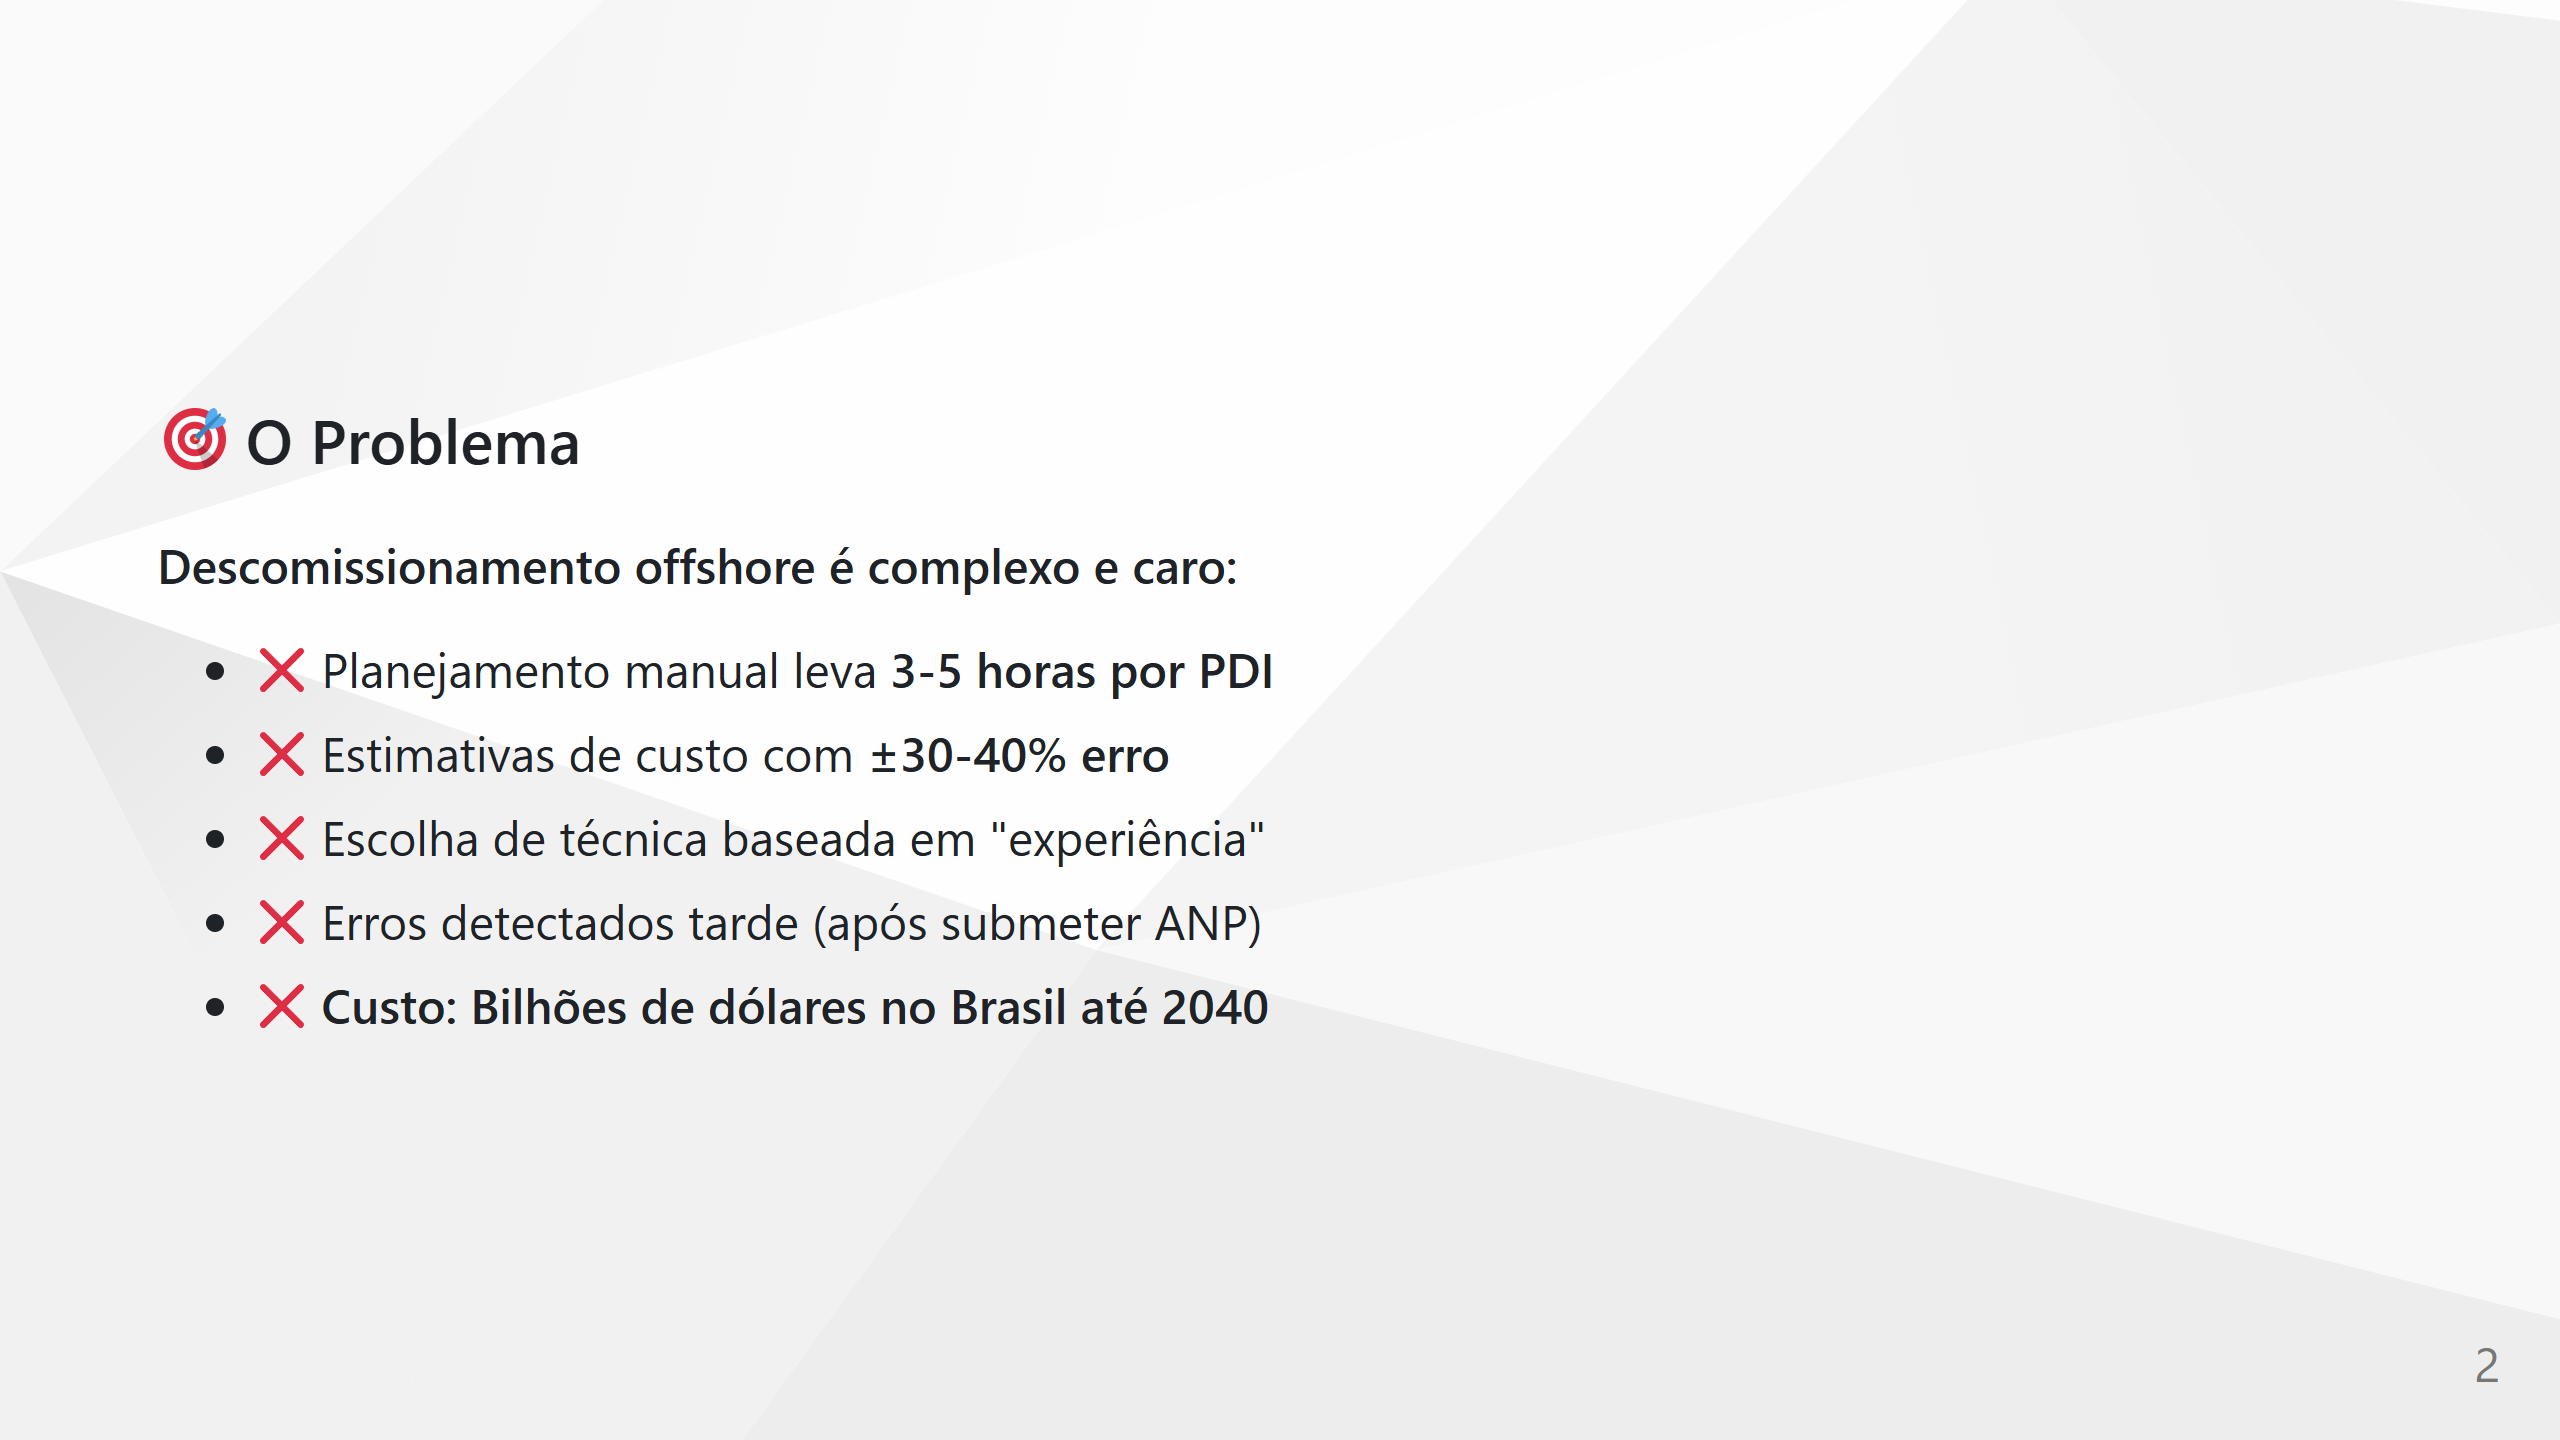 🎯 O Problema
Descomissionamento offshore é complexo e caro:
• ❌ Planejamento manual leva 3-5 horas por PDI
• ❌ Estimativas de custo com ±30-40% erro
• ❌ Escolha de técnica baseada em "experiência"
• ❌ Erros detectados tarde (após submeter ANP)
• ❌ Custo: Bilhões de dólares no Brasil até 2040
2